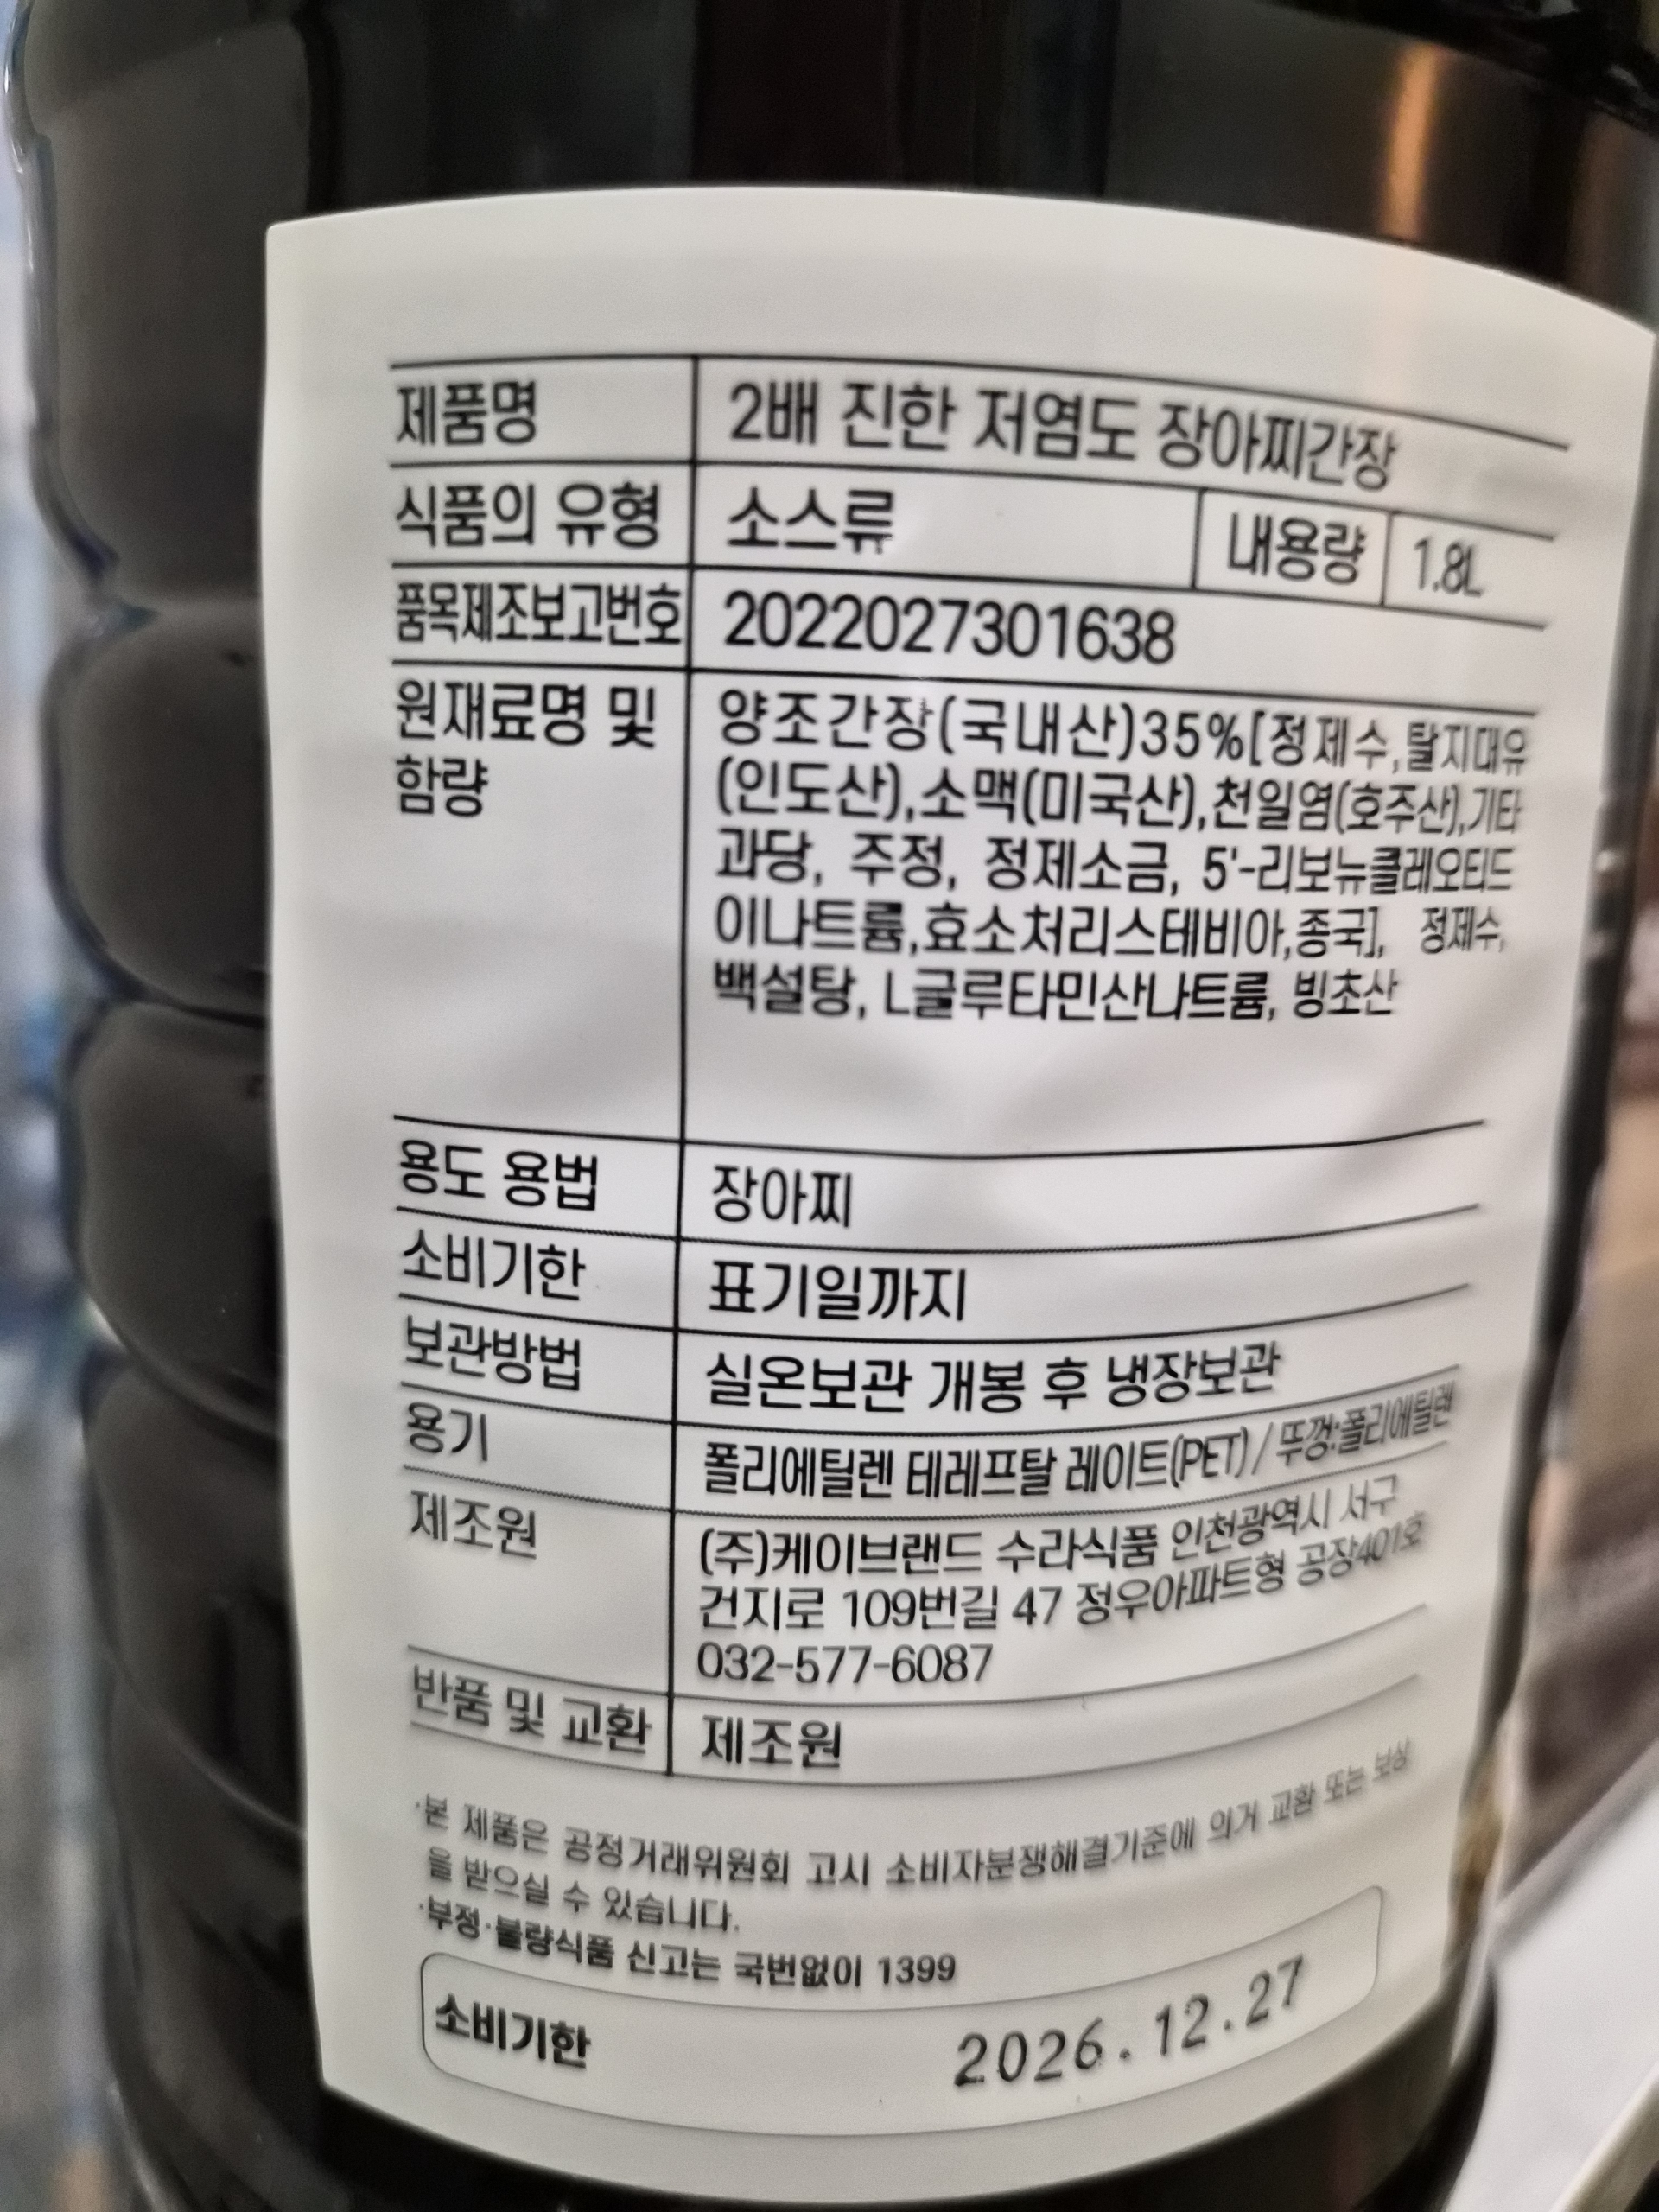 제품명 2배 진한 저염도 장아찌간장
식품의 유형 소스류 내용량 1.8L
품목제조보고번호 2022027301638
원재료명 및 함량
양조간장(국내산)35%[정제수,탈지대유
(인도산),소맥(미국산),천일염(호주산),기타
과당, 주정, 정제소금, 5'-리보뉴클레오티드
이나트륨,효소처리스테비아,종국], 정제수,
백설탕, L글루타민산나트륨, 빙초산
용도 용법 장아찌
소비기한 표기일까지
보관방법 실온보관 개봉 후 냉장보관
용기 폴리에틸렌 테레프탈 레이트(PET) / 뚜껑:폴리에틸렌
제조원 (주)케이브랜드 수라식품 인천광역시 서구
건지로 109번길 47 정우아파트형 공장401호
032-577-6087
반품 및 교환 제조원
·본 제품은 공정거래위원회 고시 소비자분쟁해결기준에 의거 교환 또는 보상
을 받으실 수 있습니다.
·부정·불량식품 신고는 국번없이 1399
소비기한 2026.12.27